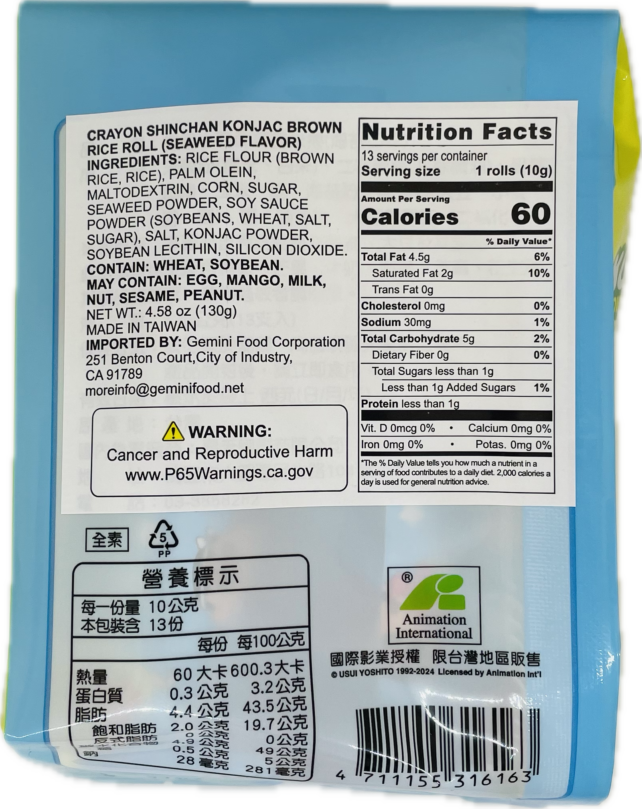 CRAYON SHINCHAN KONJAC BROWN
RICE ROLL (SEAWEED FLAVOR)
INGREDIENTS: RICE FLOUR (BROWN
RICE, RICE), PALM OLEIN,
MALTODEXTRIN, CORN, SUGAR,
SEAWEED POWDER, SOY SAUCE
POWDER (SOYBEANS, WHEAT, SALT,
SUGAR), SALT, KONJAC POWDER,
SOYBEAN LECITHIN, SILICON DIOXIDE.
CONTAIN: WHEAT, SOYBEAN.
MAY CONTAIN: EGG, MANGO, MILK,
NUT, SESAME, PEANUT.
NET WT.: 4.58 oz (130g)
MADE IN TAIWAN
IMPORTED BY: Gemini Food Corporation
251 Benton Court,City of Industry,
CA 91789
moreinfo@geminifood.net
WARNING:
Cancer and Reproductive Harm
www.P65Warnings.ca.gov
Nutrition Facts
13 servings per container
Serving size 1 rolls (10g)
Amount Per Serving
Calories 60
% Daily Value*
Total Fat 4.5g 6%
Saturated Fat 2g 10%
Trans Fat 0g
Cholesterol 0mg 0%
Sodium 30mg 1%
Total Carbohydrate 5g 2%
Dietary Fiber 0g 0%
Total Sugars less than 1g
Less than 1g Added Sugars 1%
Protein less than 1g
Vit. D 0mcg 0% • Calcium 0mg 0%
Iron 0mg 0% • Potas. 0mg 0%
*The % Daily Value tells you how much a nutrient in a
serving of food contributes to a daily diet. 2,000 calories a
day is used for general nutrition advice.
全素
5
PP
營養標示
每一份量 10公克
本包裝含 13份
每份 每100公克
熱量 60大卡 600.3大卡
蛋白質 0.3公克 3.2公克
脂肪 4.4公克 43.5公克
飽和脂肪 2.0公克 19.7公克
反式脂肪 0公克 0公克
4.9公克 49公克
0.5公克 5公克
鈉 28毫克 281毫克
®
Animation
International
國際影業授權 限台灣地區販售
© USUI YOSHITO 1992-2024 Licensed by Animation Int'l
4 711155 316163